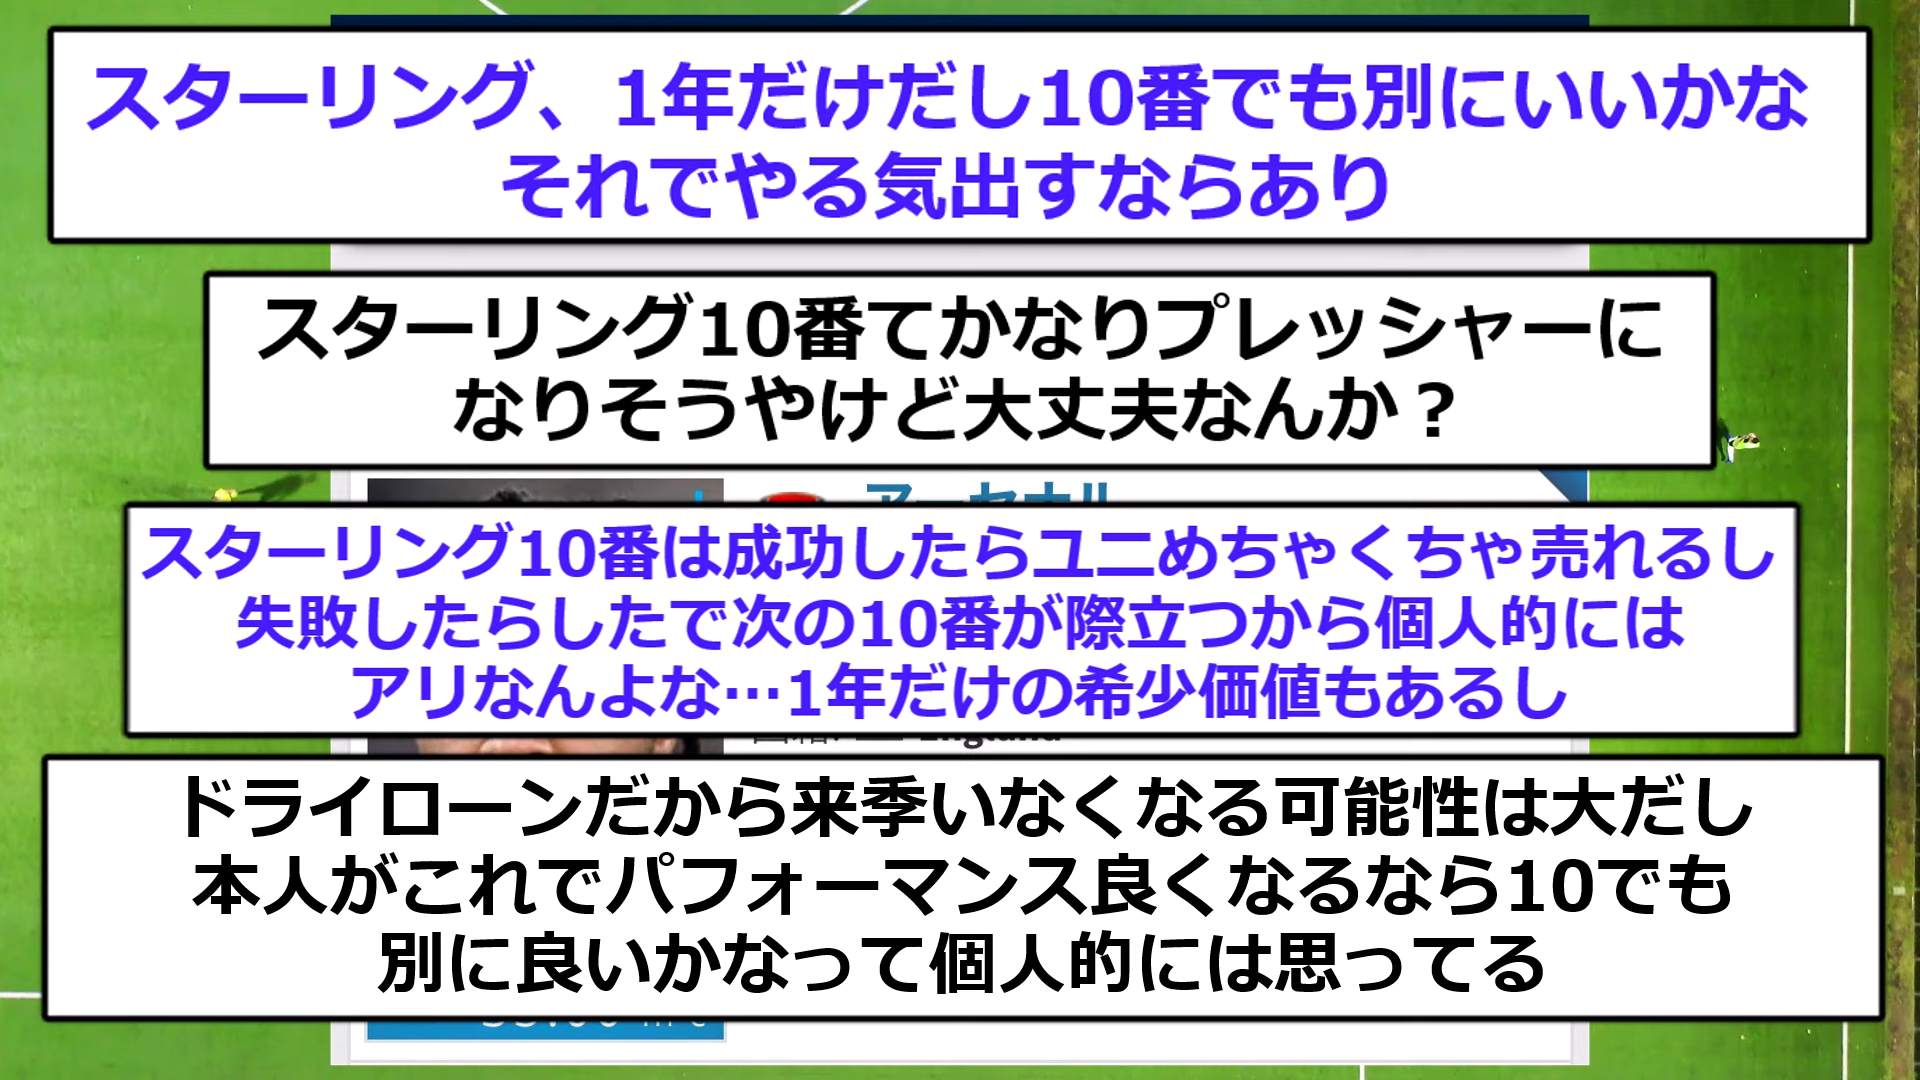 スターリング、1年だけだし10番でも別にいいかな
それでやる気出すならあり
スターリング10番てかなりプレッシャーに
なりそうやけど大丈夫なんか？
アーセナル
スターリング10番は成功したらユニめちゃくちゃ売れるし
失敗したらしたで次の10番が際立つから個人的には
アリなんよな…1年だけの希少価値もあるし
England
ドライローンだから来季いなくなる可能性は大だし
本人がこれでパフォーマンス良くなるなら10でも
別に良いかなって個人的には思ってる